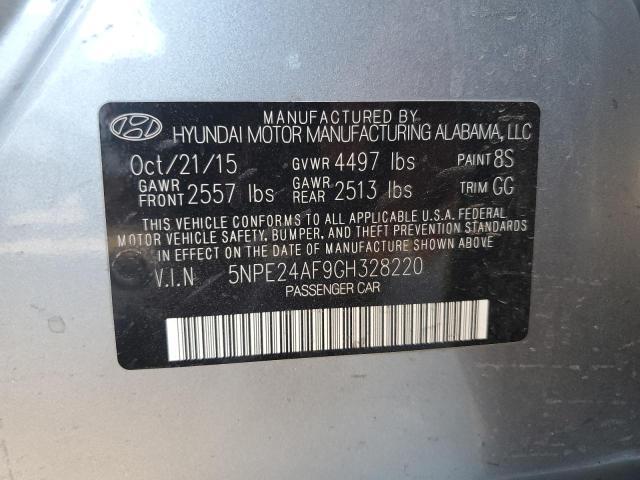 MANUFACTURED BY
HYUNDAI MOTOR MANUFACTURING ALABAMA, LLC
Oct/21/15 GVWR 4497 lbs PAINT 8S
GAWR FRONT 2557 lbs GAWR REAR 2513 lbs TRIM GG
THIS VEHICLE CONFORMS TO ALL APPLICABLE U.S.A. FEDERAL
MOTOR VEHICLE SAFETY, BUMPER, AND THEFT PREVENTION STANDARDS
IN EFFECT ON THE DATE OF MANUFACTURE SHOWN ABOVE.
V.I.N 5NPE24AF9GH328220
PASSENGER CAR